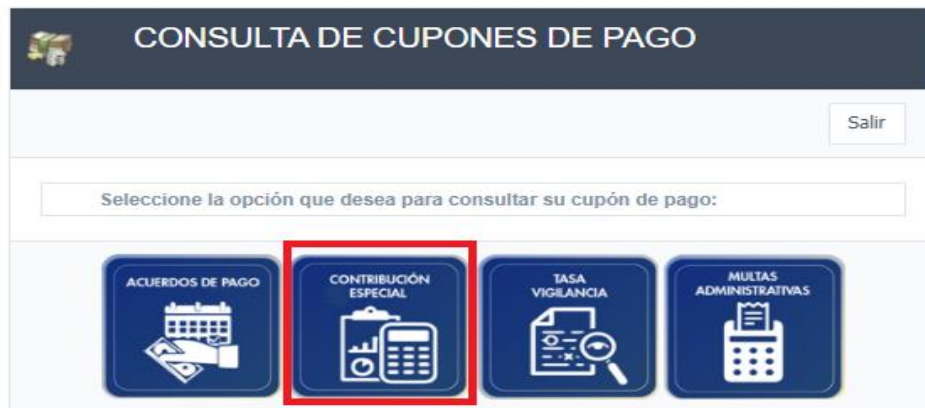 CONSULTA DE CUPONES DE PAGO
Salir
Seleccione la opción que desea para consultar su cupón de pago:
ACUERDOS DE PAGO
CONTRIBUCIÓN
ESPECIAL
TASA
VIGILANCIA
MULTAS
ADMINISTRATIVAS